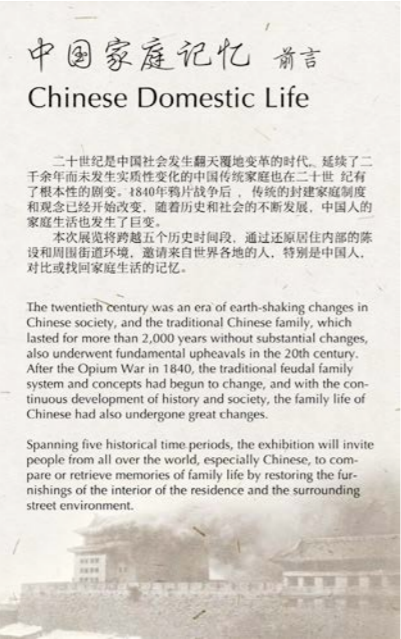 中国家庭记忆 前言
Chinese Domestic Life
二十世纪是中国社会发生翻天覆地变革的时代。延续了二
千余年而未发生实质性变化的中国传统家庭也在二十世 纪有
了根本性的剧变。1840年鸦片战争后 ，传统的封建家庭制度
和观念已经开始改变，随着历史和社会的不断发展，中国人的
家庭生活也发生了巨变。
本次展览将跨越五个历史时间段，通过还原居住内部的陈
设和周围街道环境，邀请来自世界各地的人，特别是中国人，
对比或找回家庭生活的记忆。
The twentieth century was an era of earth-shaking changes in
Chinese society, and the traditional Chinese family, which
lasted for more than 2,000 years without substantial changes,
also underwent fundamental upheavals in the 20th century.
After the Opium War in 1840, the traditional feudal family
system and concepts had begun to change, and with the con-
tinuous development of history and society, the family life of
Chinese had also undergone great changes.
Spanning five historical time periods, the exhibition will invite
people from all over the world, especially Chinese, to com-
pare or retrieve memories of family life by restoring the fur-
nishings of the interior of the residence and the surrounding
street environment.